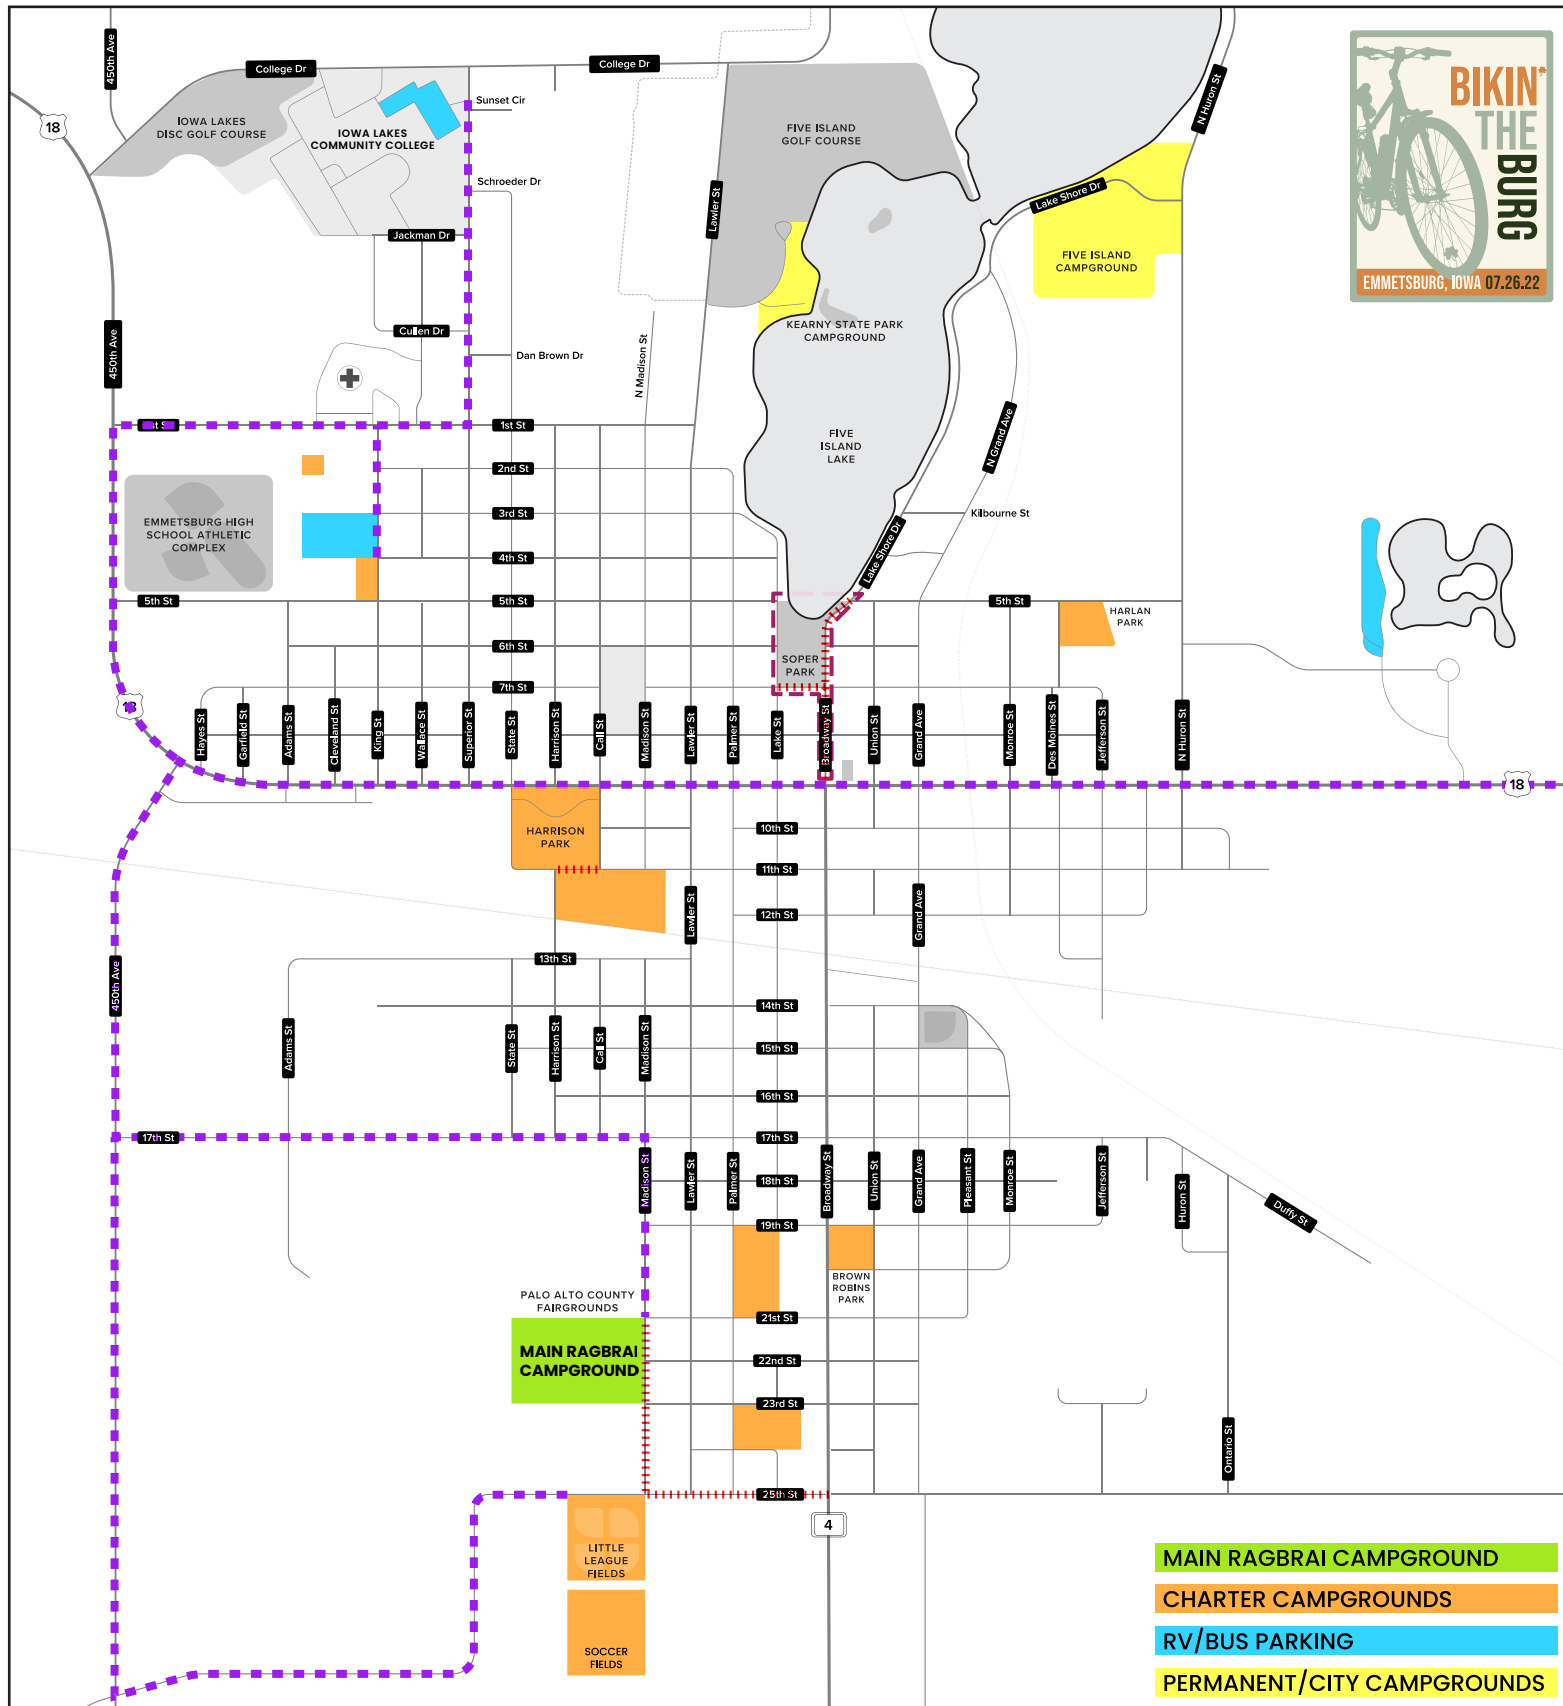 450th Ave
College Dr
College Dr
N Huron St
BIKIN'
THE
BURG
EMMETSBURG, IOWA 07.26.22
18
IOWA LAKES
DISC GOLF COURSE
IOWA LAKES
COMMUNITY COLLEGE
Sunset Cir
FIVE ISLAND
GOLF COURSE
Schroeder Dr
Lawler St
Lake Shore Dr
Jackman Dr
FIVE ISLAND
CAMPGROUND
450th Ave
Cullen Dr
KEARNY STATE PARK
CAMPGROUND
Dan Brown Dr
N Madison St
1st St
1st St
N Grand Ave
FIVE
ISLAND
LAKE
2nd St
3rd St
Kilbourne St
EMMETSBURG HIGH
SCHOOL ATHLETIC
COMPLEX
4th St
Lake Shore Dr
5th St
5th St
5th St
HARLAN
PARK
6th St
SOPER
PARK
7th St
18
Hayes St
Garfield St
Adams St
Cleveland St
King St
Wallace St
Superior St
State St
Harrison St
Call St
Madison St
Lawler St
Palmer St
Lake St
Broadway St
Union St
Grand Ave
Monroe St
Des Moines St
Jefferson St
N Huron St
18
HARRISON
PARK
10th St
11th St
12th St
Lawler St
Grand Ave
13th St
450th Ave
14th St
Adams St
State St
Harrison St
Call St
Madison St
15th St
16th St
17th St
17th St
Madison St
Lawler St
Palmer St
18th St
Broadway St
Union St
Grand Ave
Pleasant St
Monroe St
Jefferson St
Huron St
Duffy St
19th St
BROWN
ROBINS
PARK
PALO ALTO COUNTY
FAIRGROUNDS
21st St
MAIN RAGBRAI
CAMPGROUND
22nd St
23rd St
Ontario St
25th St
4
LITTLE
LEAGUE
FIELDS
SOCCER
FIELDS
MAIN RAGBRAI CAMPGROUND
CHARTER CAMPGROUNDS
RV/BUS PARKING
PERMANENT/CITY CAMPGROUNDS